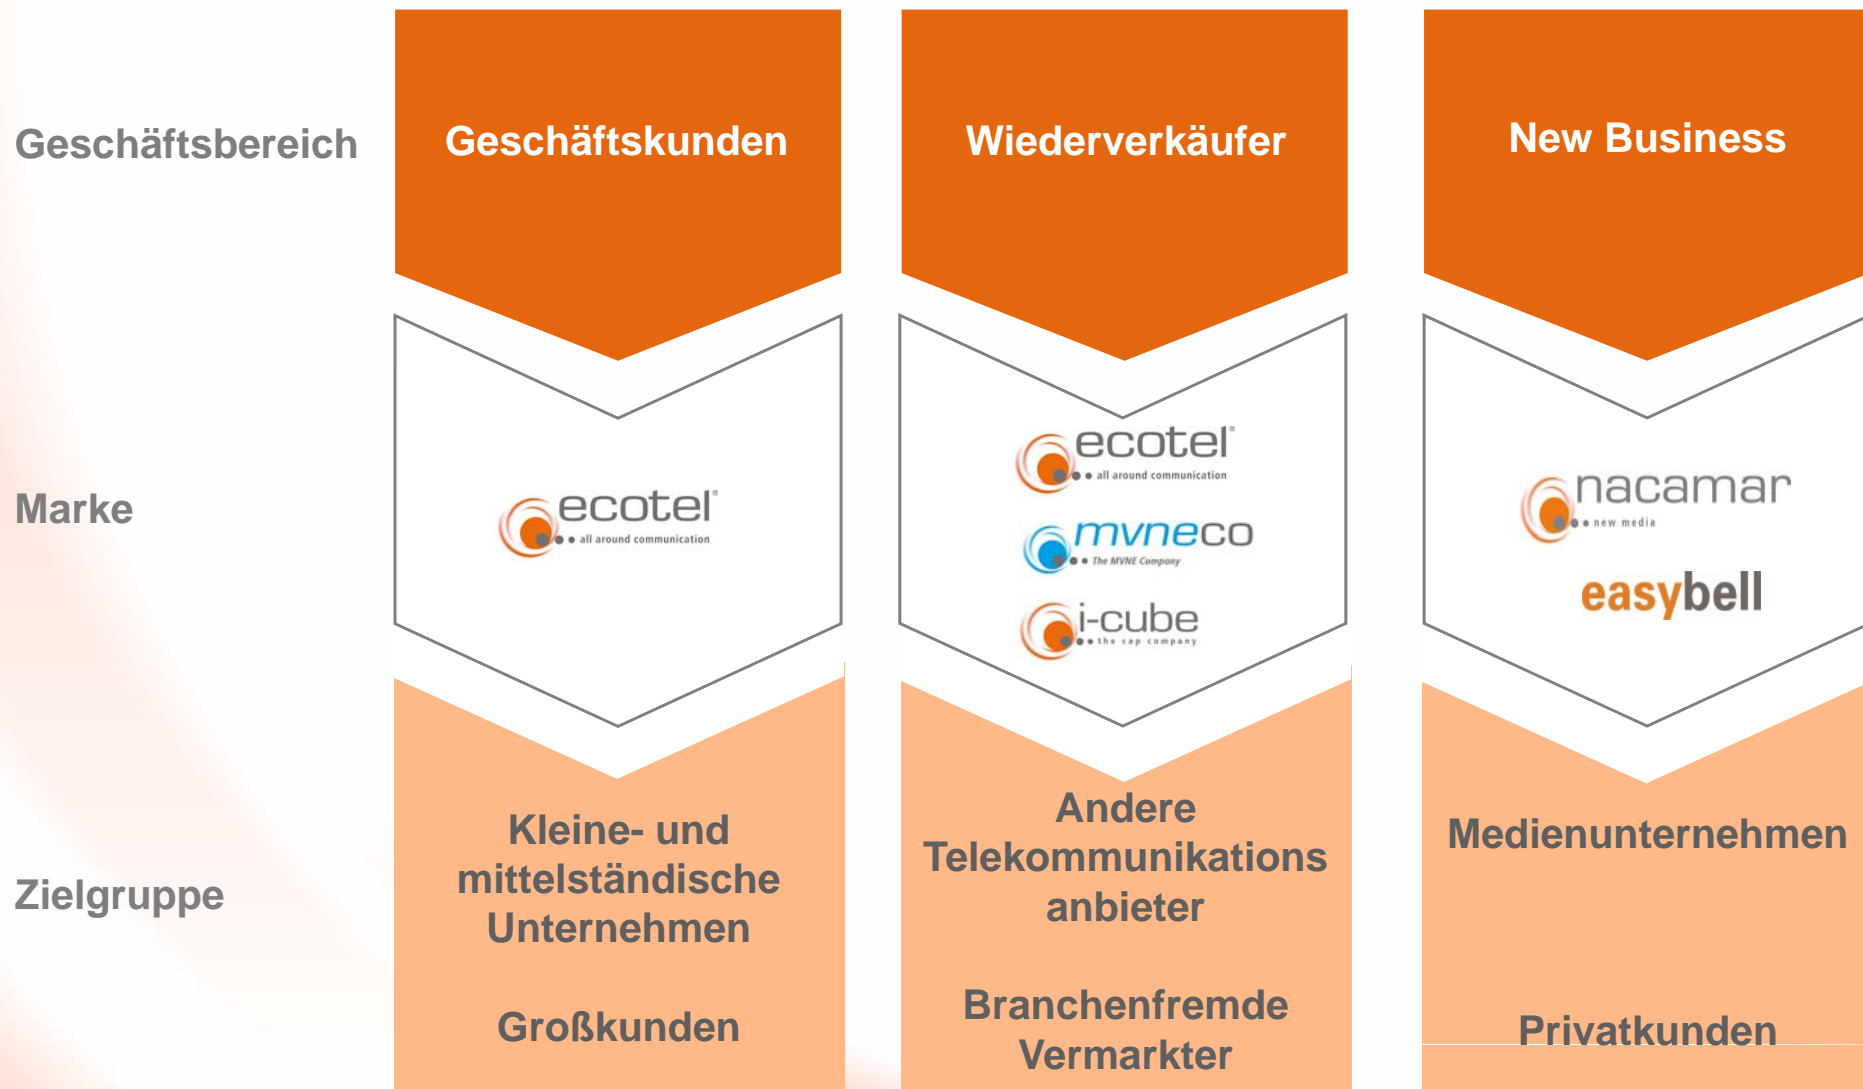 Geschäftsbereich
Geschäftskunden
Wiederverkäufer
New Business
Marke
ecotel®
all around communication
ecotel®
all around communication
mvneco
The MVNE Company
i-cube
the cap company
nacamar
new media
easybell
Zielgruppe
Kleine- und
mittelständische
Unternehmen
Großkunden
Andere
Telekommunikations
anbieter
Branchenfremde
Vermarkter
Medienunternehmen
Privatkunden